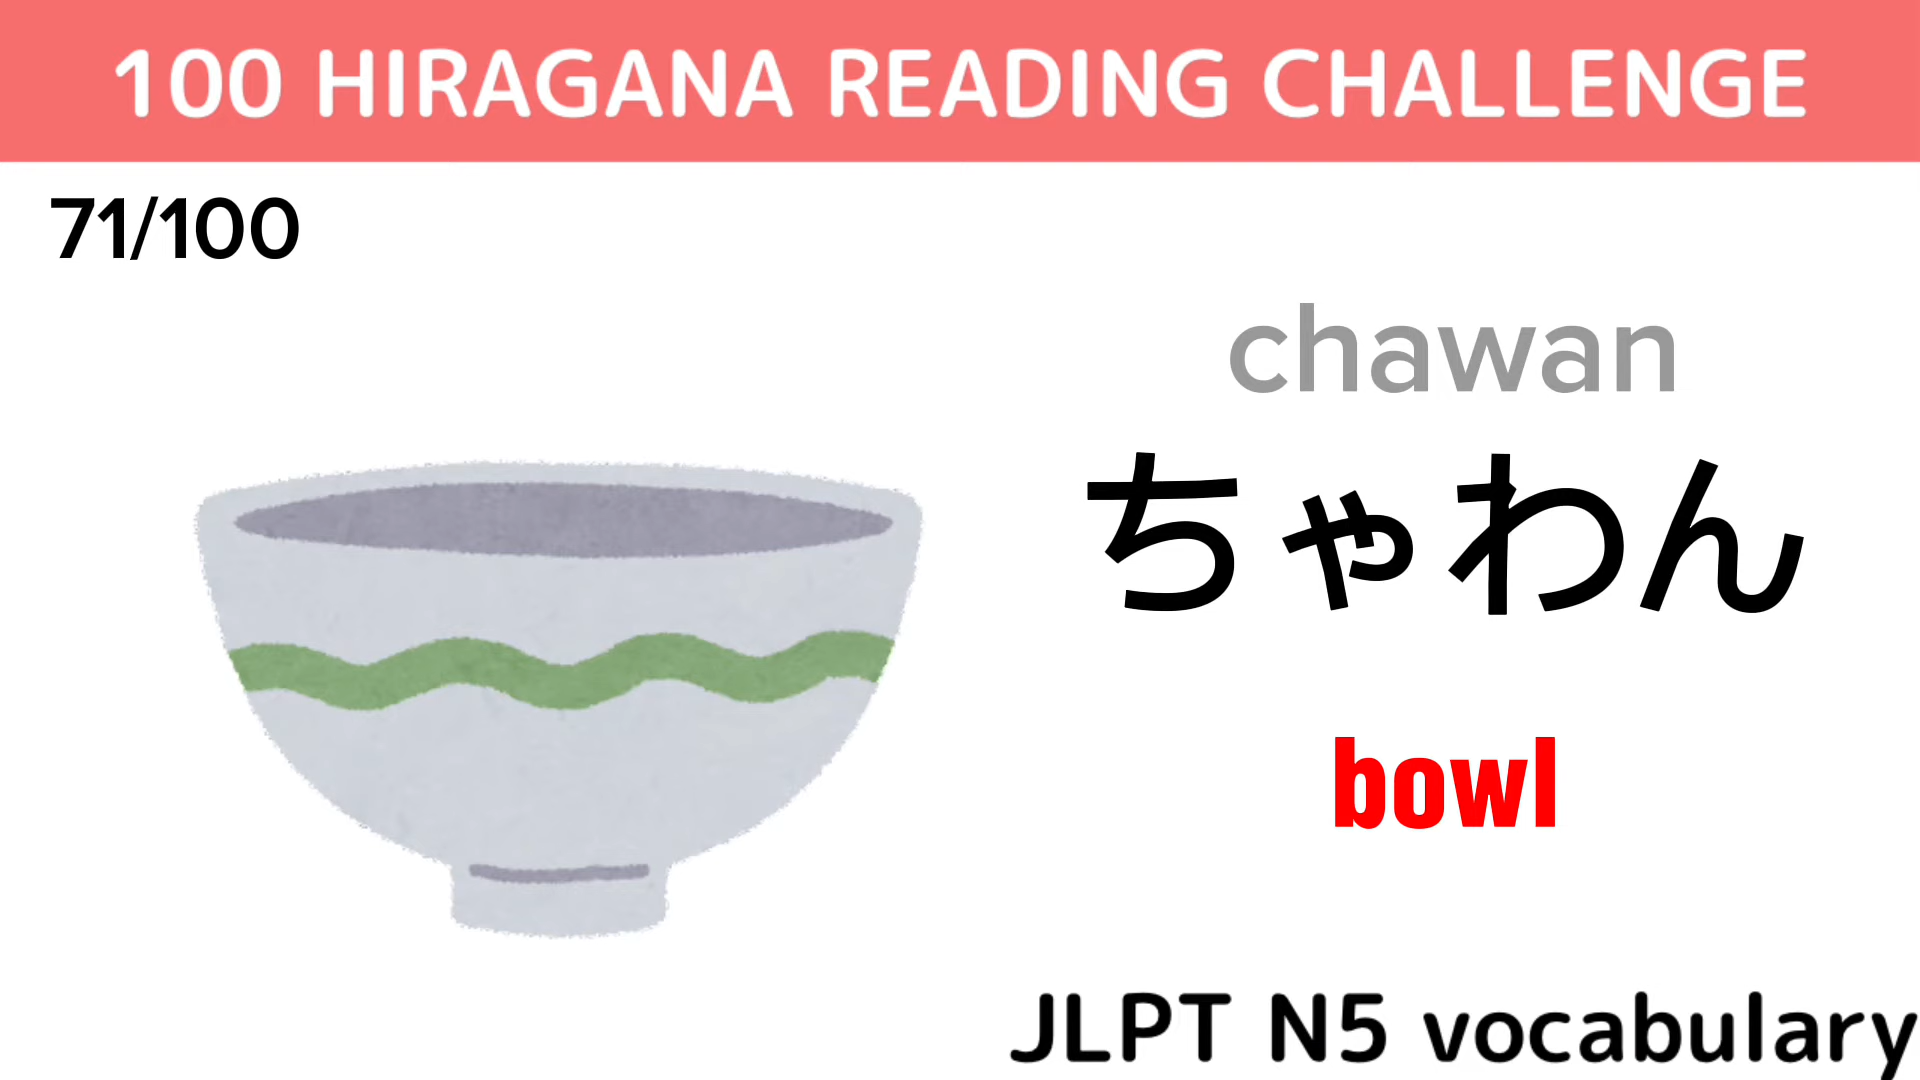 100 HIRAGANA READING CHALLENGE
71/100
chawan
ちゃわん
bowl
JLPT N5 vocabulary